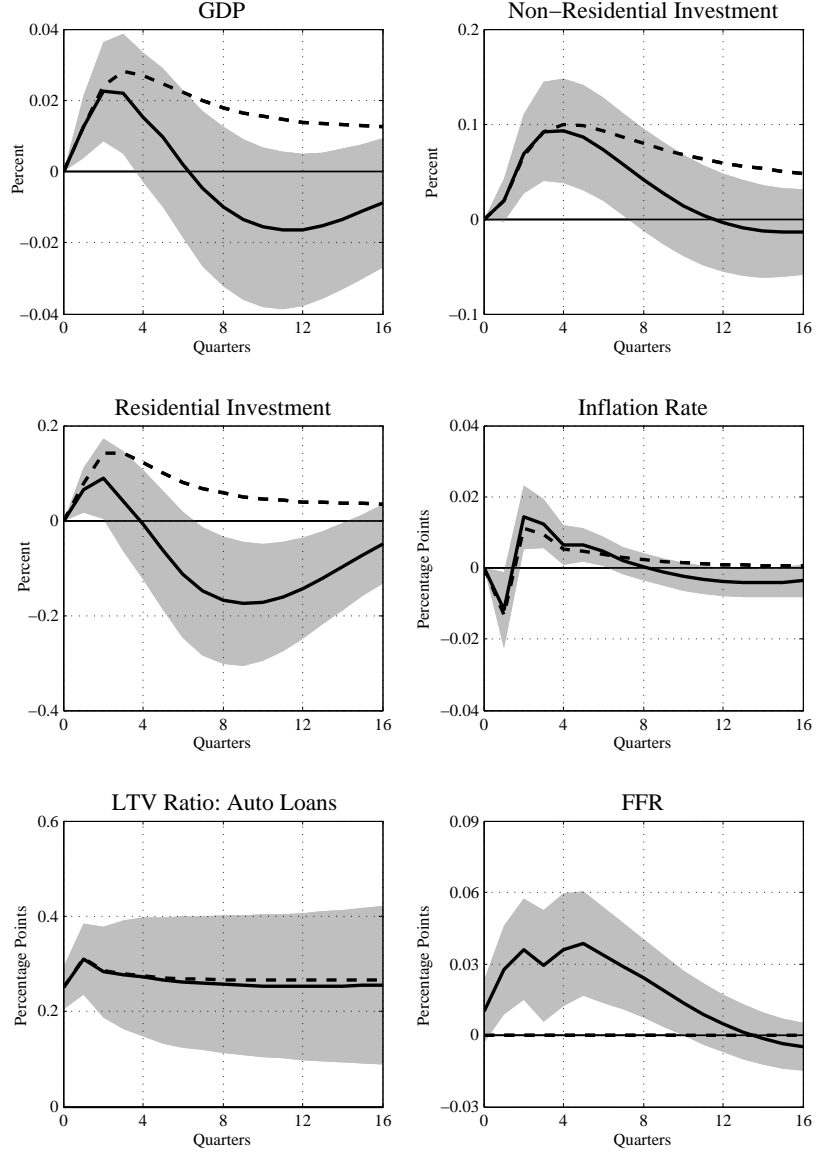 GDP
Percent
0.04
0.02
0
−0.02
−0.04
0 4 8 12 16
Quarters
Non−Residential Investment
Percent
0.2
0.1
0
−0.1
0 4 8 12 16
Quarters
Residential Investment
Percent
0.2
0
−0.2
−0.4
0 4 8 12 16
Quarters
Inflation Rate
Percentage Points
0.04
0.02
0
−0.02
−0.04
0 4 8 12 16
Quarters
LTV Ratio: Auto Loans
Percentage Points
0.6
0.4
0.2
0
0 4 8 12 16
Quarters
FFR
Percentage Points
0.09
0.06
0.03
0
−0.03
0 4 8 12 16
Quarters